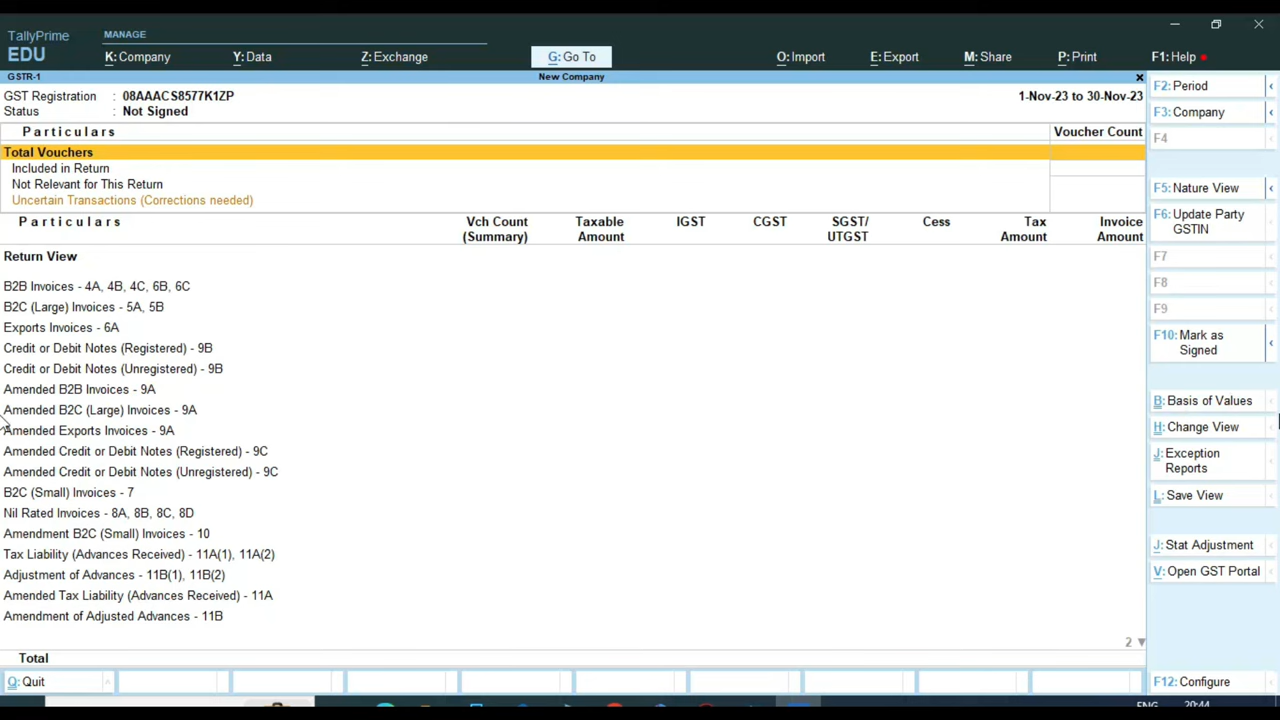 TallyPrime
EDU
MANAGE
K: Company
Y: Data
Z: Exchange
G: Go To
O: Import
E: Export
M: Share
P: Print
F1: Help
GSTR-1
New Company
GST Registration : 08AAACS8577K1ZP
1-Nov-23 to 30-Nov-23
Status : Not Signed
Particulars
Voucher Count
Total Vouchers
Included in Return
Not Relevant for This Return
Uncertain Transactions (Corrections needed)
Particulars
Vch Count (Summary)
Taxable Amount
IGST
CGST
SGST/ UTGST
Cess
Tax Amount
Invoice Amount
Return View
B2B Invoices - 4A, 4B, 4C, 6B, 6C
B2C (Large) Invoices - 5A, 5B
Exports Invoices - 6A
Credit or Debit Notes (Registered) - 9B
Credit or Debit Notes (Unregistered) - 9B
Amended B2B Invoices - 9A
Amended B2C (Large) Invoices - 9A
Amended Exports Invoices - 9A
Amended Credit or Debit Notes (Registered) - 9C
Amended Credit or Debit Notes (Unregistered) - 9C
B2C (Small) Invoices - 7
Nil Rated Invoices - 8A, 8B, 8C, 8D
Amendment B2C (Small) Invoices - 10
Tax Liability (Advances Received) - 11A(1), 11A(2)
Adjustment of Advances - 11B(1), 11B(2)
Amended Tax Liability (Advances Received) - 11A
Amendment of Adjusted Advances - 11B
2
Total
Q: Quit
F2: Period
F3: Company
F4
F5: Nature View
F6: Update Party
GSTIN
F7
F8
F9
F10: Mark as
Signed
B: Basis of Values
H: Change View
J: Exception
Reports
L: Save View
J: Stat Adjustment
V: Open GST Portal
F12: Configure
ENG
20:44